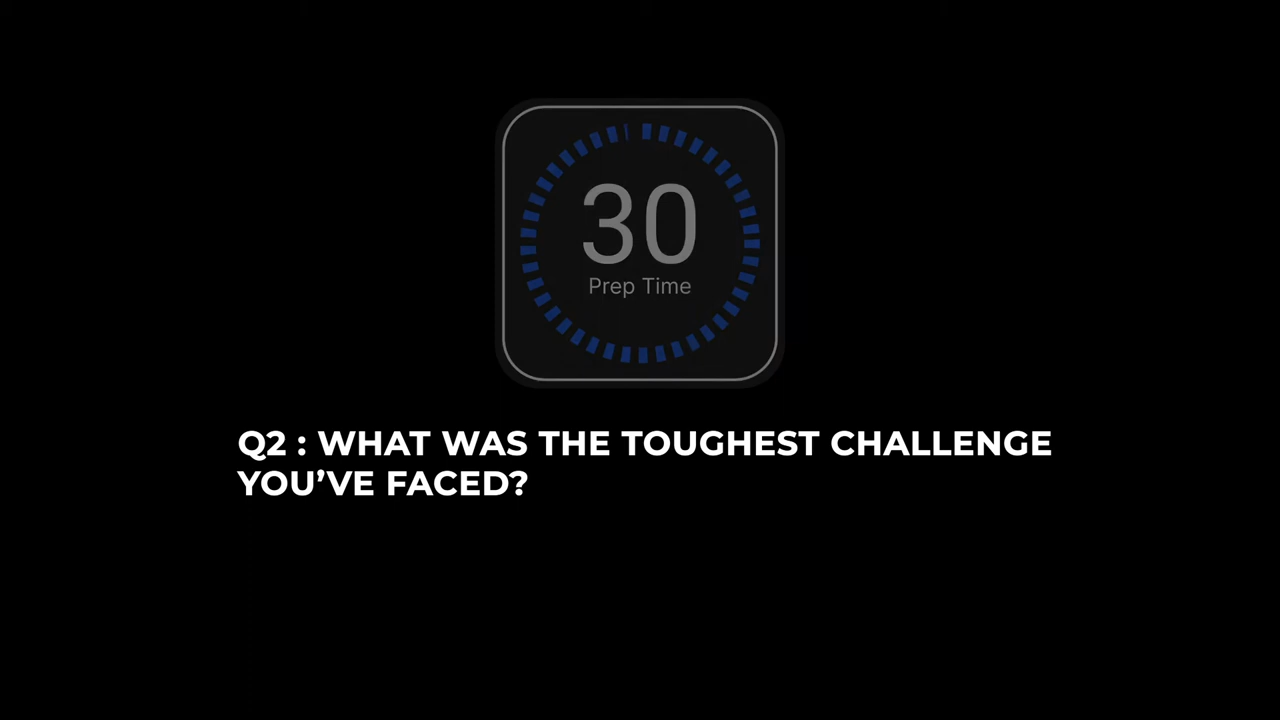 30
Prep Time
Q2 : WHAT WAS THE TOUGHEST CHALLENGE
YOU’VE FACED?